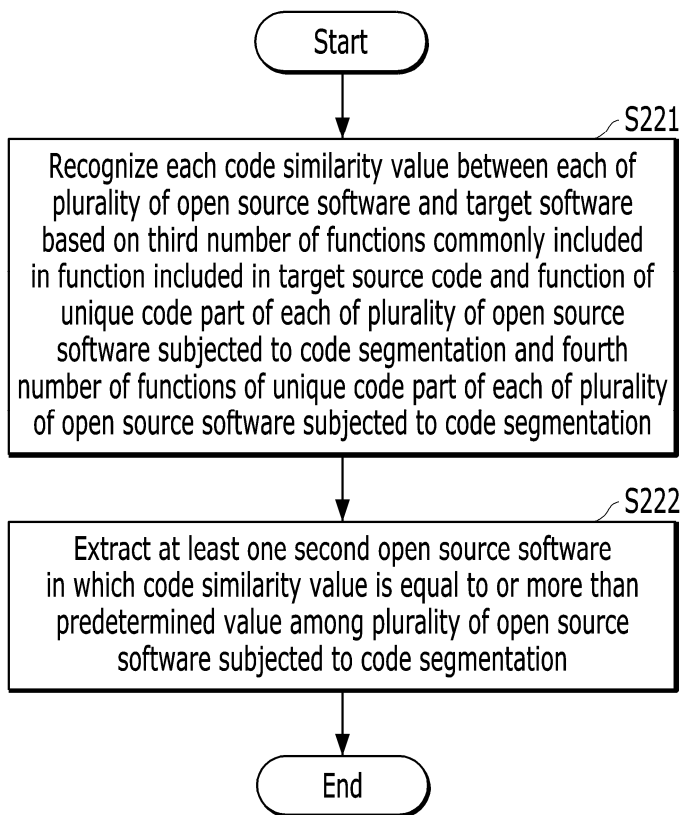 Start
S221
Recognize each code similarity value between each of
plurality of open source software and target software
based on third number of functions commonly included
in function included in target source code and function of
unique code part of each of plurality of open source
software subjected to code segmentation and fourth
number of functions of unique code part of each of plurality
of open source software subjected to code segmentation
S222
Extract at least one second open source software
in which code similarity value is equal to or more than
predetermined value among plurality of open source
software subjected to code segmentation
End